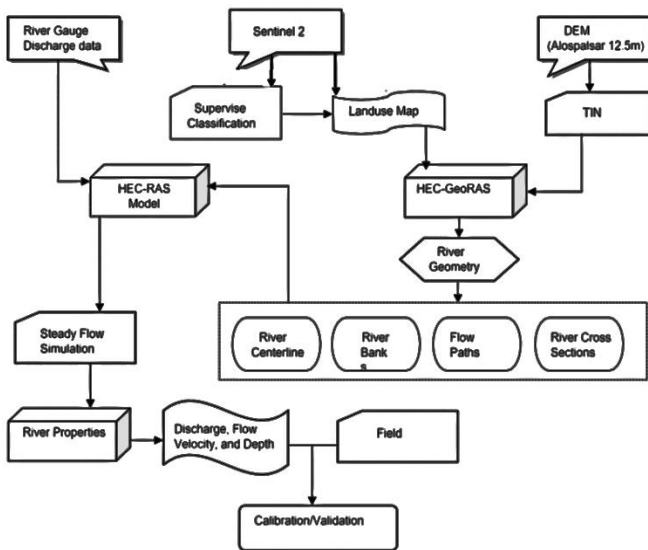 River Gauge
Discharge data
Sentinel 2
DEM
(Alospalsar 12.5m)
Supervise
Classification
Landuse Map
TIN
HEC-RAS
Model
HEC-GeoRAS
River
Geometry
Steady Flow
Simulation
River
Centerline
River
Bank
s
Flow
Paths
River Cross
Sections
River Properties
Discharge, Flow
Velocity, and Depth
Field
Calibration/Validation